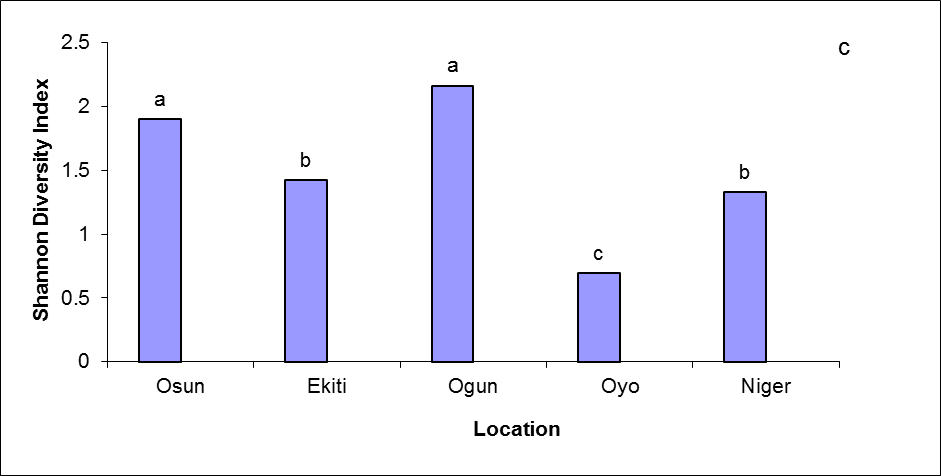 c
2.5
2
1.5
1
0.5
0
Shannon Diversity Index
a
b
a
c
b
Osun Ekiti Ogun Oyo Niger
Location